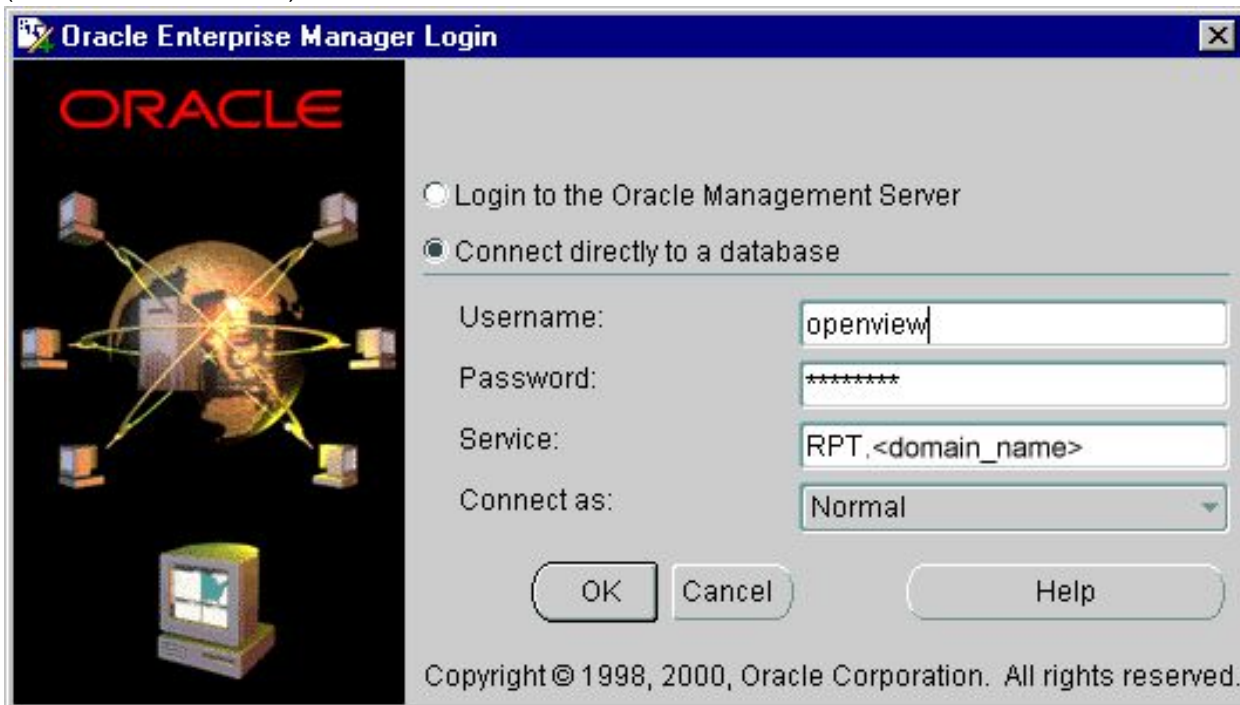 Oracle Enterprise Manager Login
ORACLE
Login to the Oracle Management Server
Connect directly to a database
Username: openview
Password: ********
Service: RPT.<domain_name>
Connect as: Normal
OK Cancel Help
Copyright © 1998, 2000, Oracle Corporation. All rights reserved.